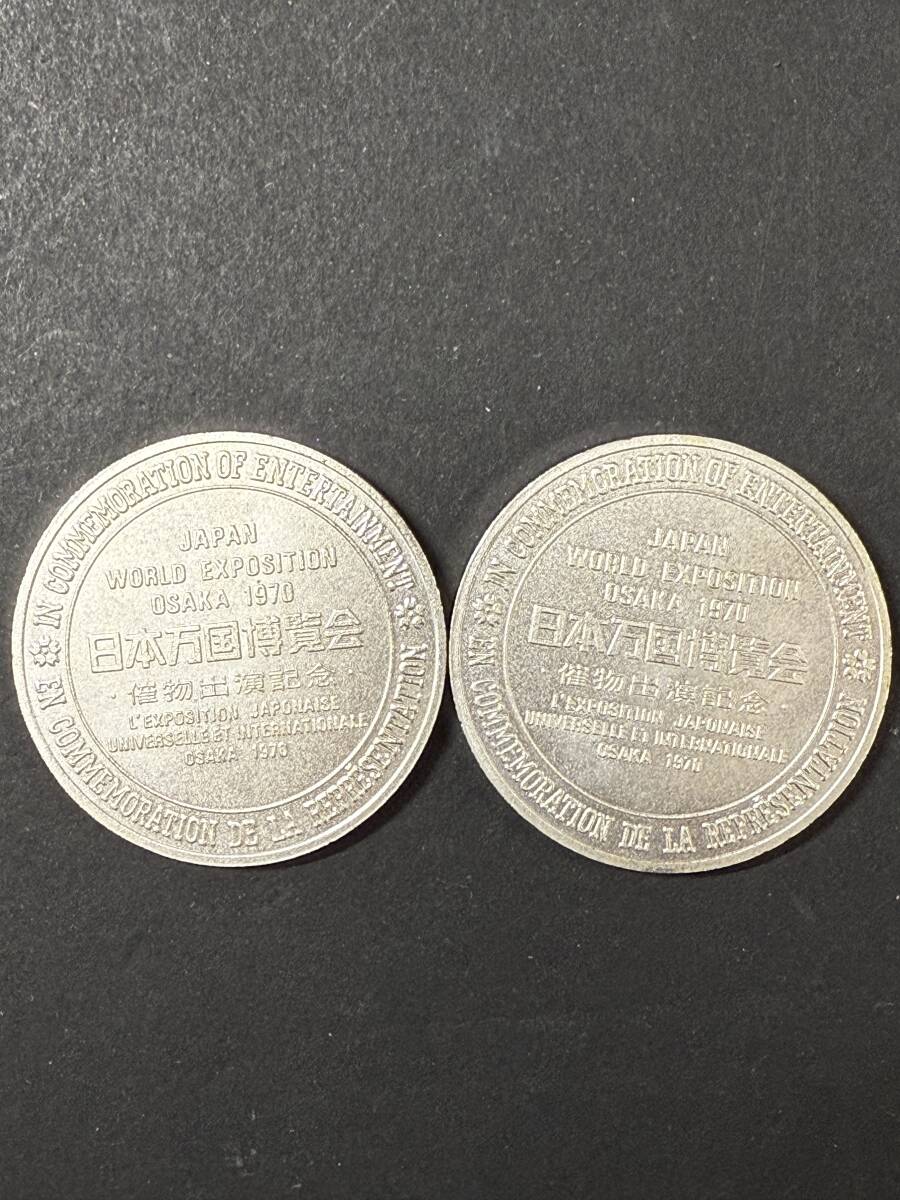 IN COMMEMORATION OF ENTERTAINMENT
JAPAN
WORLD EXPOSITION
OSAKA 1970
日本万国博覧会
・催物出演記念・
L'EXPOSITION JAPONAISE
UNIVERSELLE ET INTERNATIONALE
OSAKA 1970
EN COMMEMORATION DE LA REPRÉSENTATION
IN COMMEMORATION OF ENTERTAINMENT
JAPAN
WORLD EXPOSITION
OSAKA 1970
日本万国博覧会
・催物出演記念・
L'EXPOSITION JAPONAISE
UNIVERSELLE ET INTERNATIONALE
OSAKA 1970
EN COMMEMORATION DE LA REPRÉSENTATION